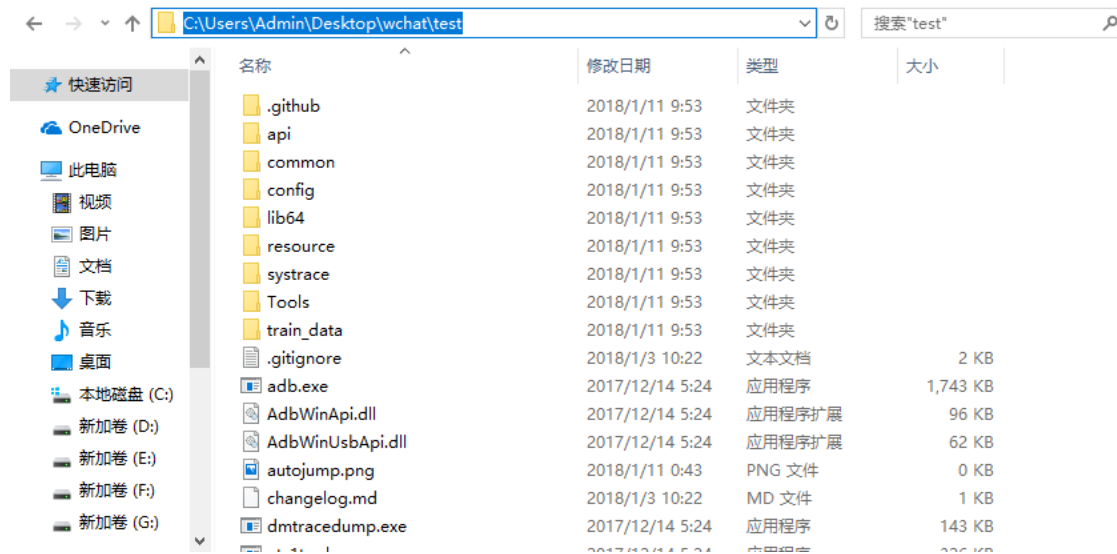 C:\Users\Admin\Desktop\wchat\test 搜索"test"
名称 修改日期 类型 大小
快速访问
OneDrive
此电脑
视频
图片
文档
下载
音乐
桌面
本地磁盘 (C:)
新加卷 (D:)
新加卷 (E:)
新加卷 (F:)
新加卷 (G:)
.github 2018/1/11 9:53 文件夹
api 2018/1/11 9:53 文件夹
common 2018/1/11 9:53 文件夹
config 2018/1/11 9:53 文件夹
lib64 2018/1/11 9:53 文件夹
resource 2018/1/11 9:53 文件夹
systrace 2018/1/11 9:53 文件夹
Tools 2018/1/11 9:53 文件夹
train_data 2018/1/11 9:53 文件夹
.gitignore 2018/1/3 10:22 文本文档 2 KB
adb.exe 2017/12/14 5:24 应用程序 1,743 KB
AdbWinApi.dll 2017/12/14 5:24 应用程序扩展 96 KB
AdbWinUsbApi.dll 2017/12/14 5:24 应用程序扩展 62 KB
autojump.png 2018/1/11 0:43 PNG 文件 0 KB
changelog.md 2018/1/3 10:22 MD 文件 1 KB
dmtracedump.exe 2017/12/14 5:24 应用程序 143 KB